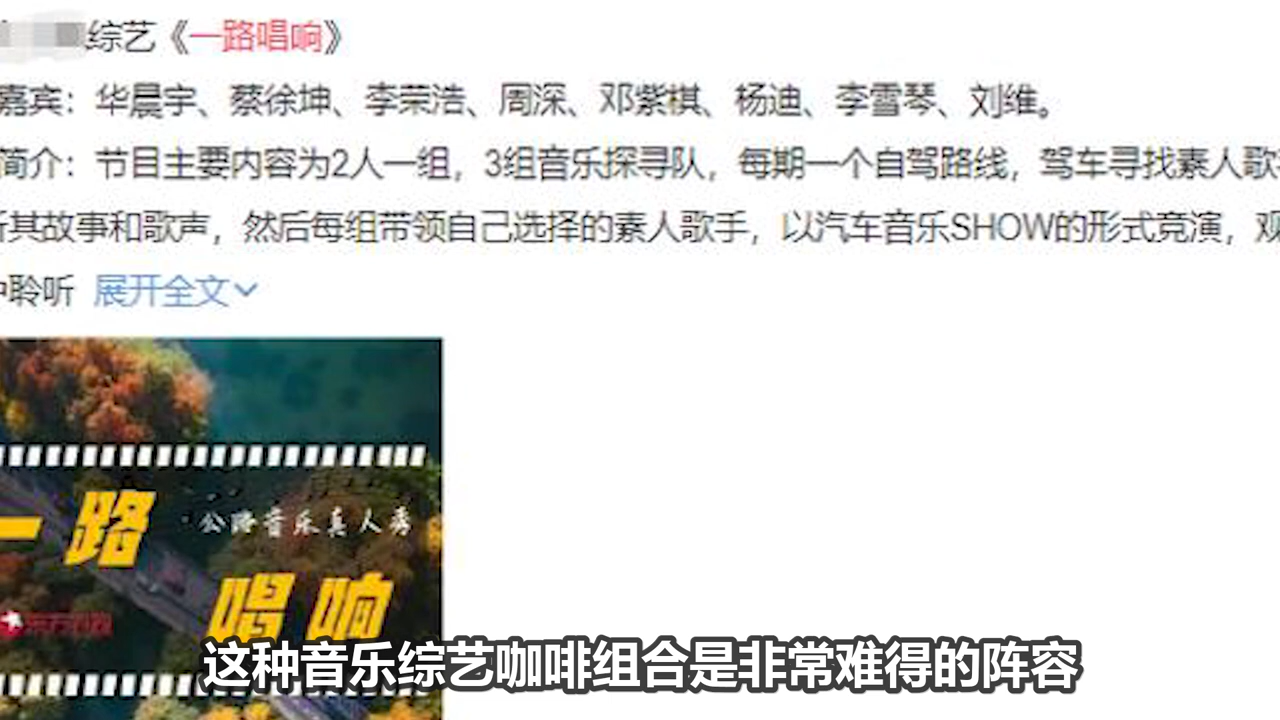 综艺《一路唱响》
嘉宾：华晨宇、蔡徐坤、李荣浩、周深、邓紫棋、杨迪、李雪琴、刘维。
简介：节目主要内容为2人一组，3组音乐探寻队，每期一个自驾路线，驾车寻找素人歌
其故事和歌声，然后每组带领自己选择的素人歌手，以汽车音乐SHOW的形式竞演，观
聆听 展开全文
一路
公路音乐真人秀
唱响
东方卫视
这种音乐综艺咖啡组合是非常难得的阵容